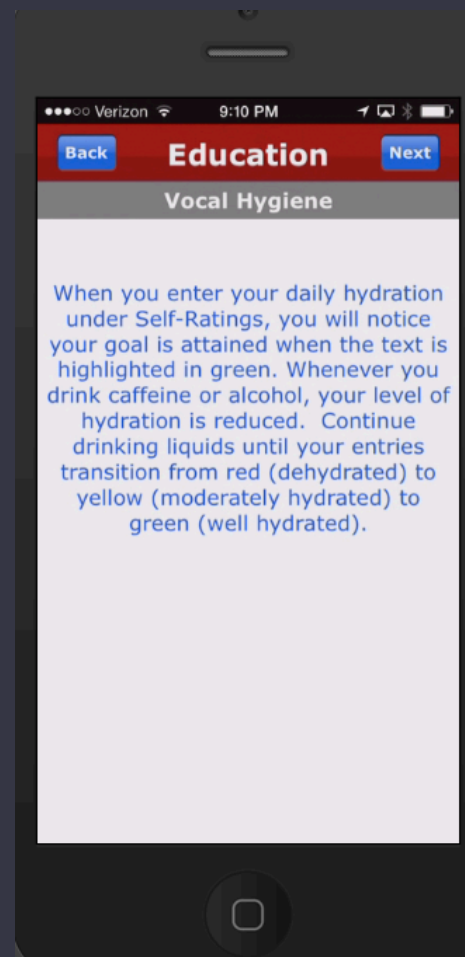 Verizon 9:10 PM
Back Education Next
Vocal Hygiene
When you enter your daily hydration
under Self-Ratings, you will notice
your goal is attained when the text is
highlighted in green. Whenever you
drink caffeine or alcohol, your level of
hydration is reduced.  Continue
drinking liquids until your entries
transition from red (dehydrated) to
yellow (moderately hydrated) to
green (well hydrated).